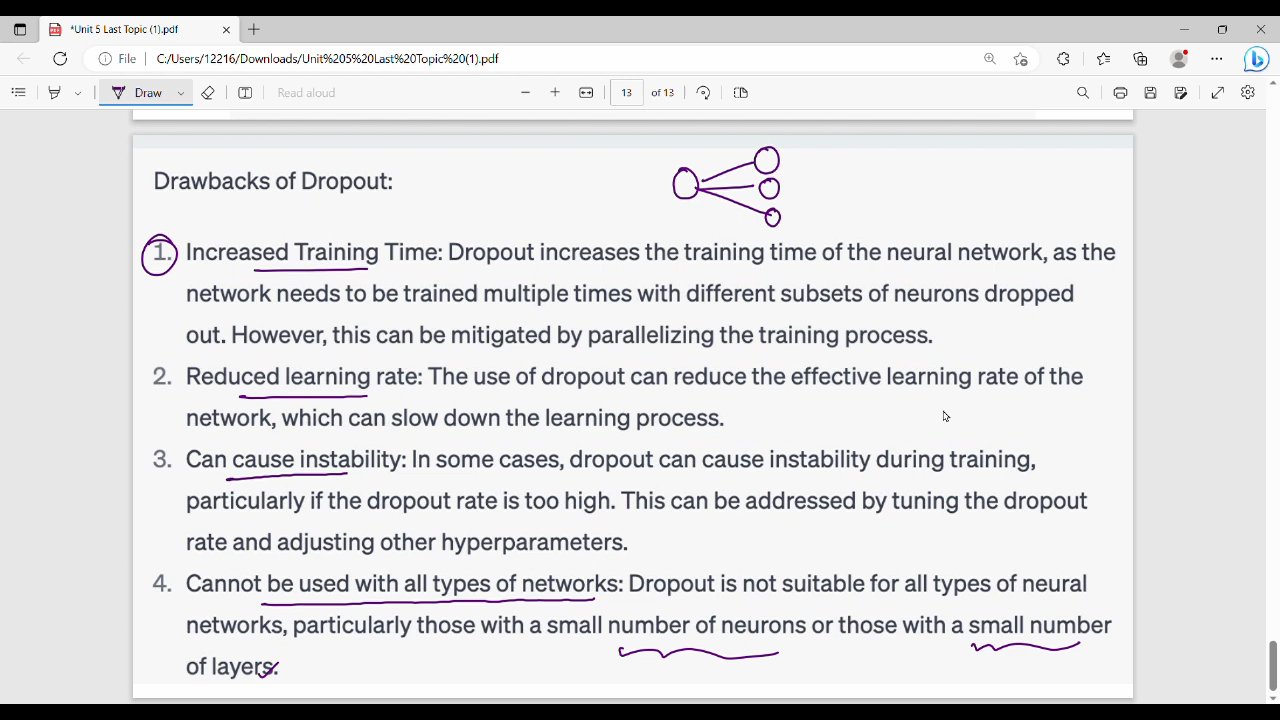 *Unit 5 Last Topic (1).pdf
File C:/Users/12216/Downloads/Unit%205%20Last%20Topic%20(1).pdf
Draw Read aloud 13 of 13
Drawbacks of Dropout:
1. Increased Training Time: Dropout increases the training time of the neural network, as the
network needs to be trained multiple times with different subsets of neurons dropped
out. However, this can be mitigated by parallelizing the training process.
2. Reduced learning rate: The use of dropout can reduce the effective learning rate of the
network, which can slow down the learning process.
3. Can cause instability: In some cases, dropout can cause instability during training,
particularly if the dropout rate is too high. This can be addressed by tuning the dropout
rate and adjusting other hyperparameters.
4. Cannot be used with all types of networks: Dropout is not suitable for all types of neural
networks, particularly those with a small number of neurons or those with a small number
of layers.